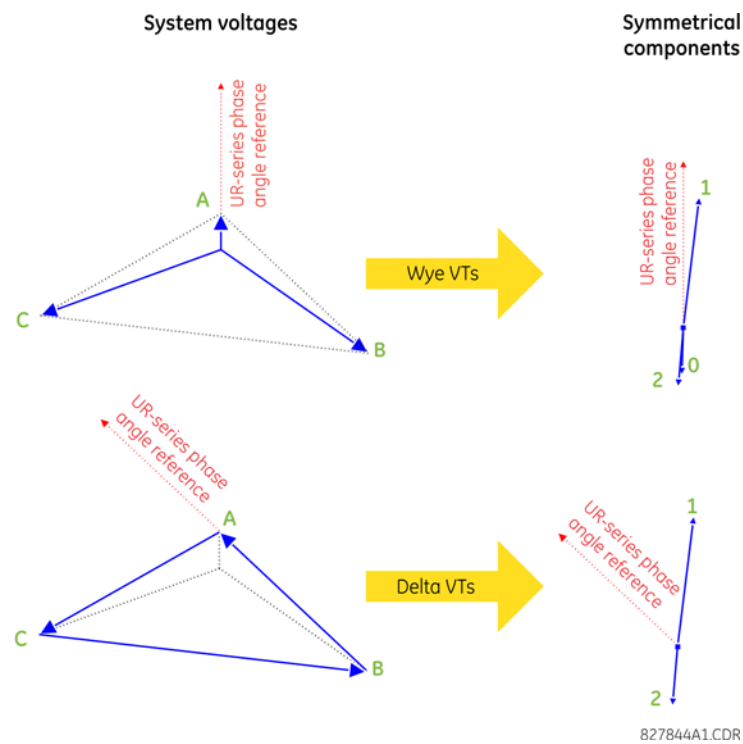 System voltages
Symmetrical
components
UR-series phase
angle reference
A
C
B
Wye VTs
UR-series phase
angle reference
1
2
0
UR-series phase
angle reference
A
C
B
Delta VTs
UR-series phase
angle reference
1
2
827844A1.CDR